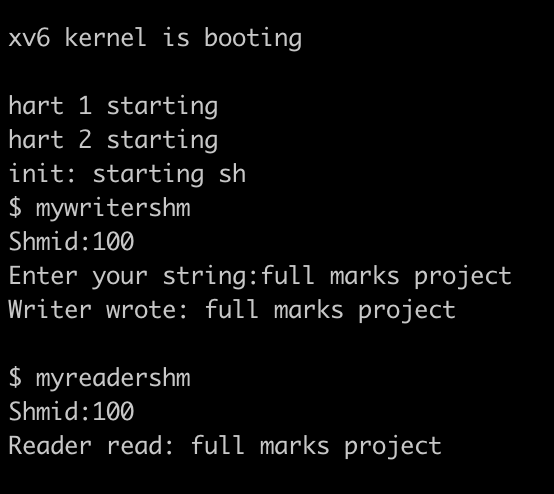 xv6 kernel is booting
hart 1 starting
hart 2 starting
init: starting sh
$ mywritershm
Shmid:100
Enter your string:full marks project
Writer wrote: full marks project
$ myreadershm
Shmid:100
Reader read: full marks project